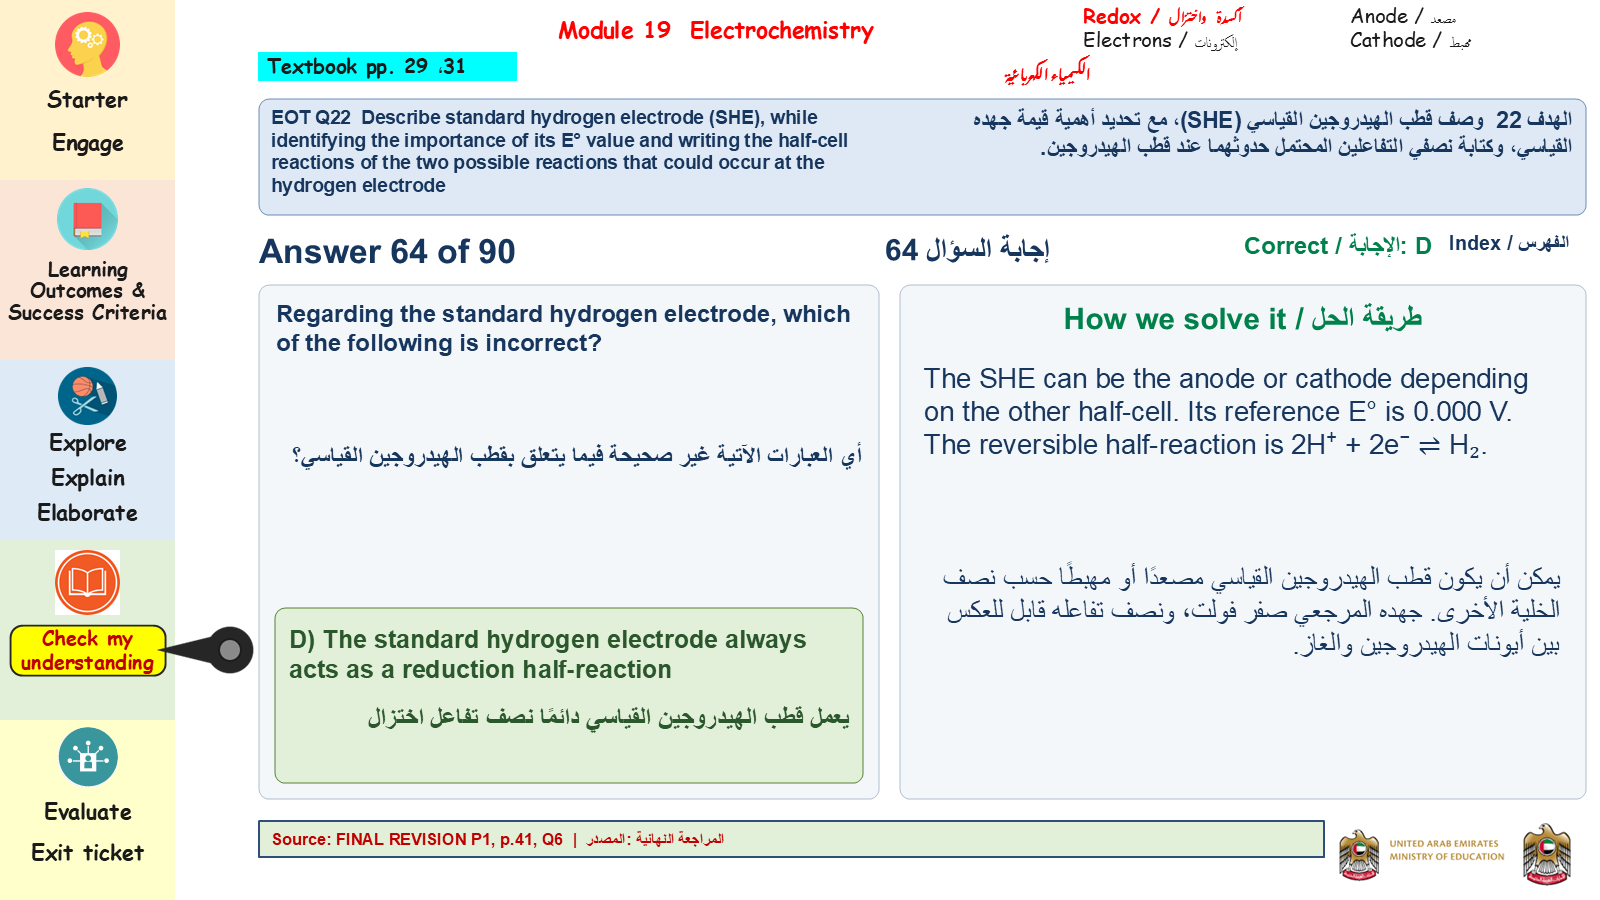 Starter
Engage
Learning
Outcomes &
Success Criteria
Explore
Explain
Elaborate
Check my
understanding
Evaluate
Exit ticket
Module 19 Electrochemistry
Redox / أكسدة واختزال
Electrons / إلكترونات
Anode / مصعد
Cathode / مهبط
الكيمياء الكهربائية
Textbook pp. 29 ،31
EOT Q22 Describe standard hydrogen electrode (SHE), while
identifying the importance of its E° value and writing the half-cell
reactions of the two possible reactions that could occur at the
hydrogen electrode
الهدف 22 وصف قطب الهيدروجين القياسي (SHE)، مع تحديد أهمية قيمة جهده
القياسي، وكتابة نصفي التفاعلين المحتمل حدوثهما عند قطب الهيدروجين.
Answer 64 of 90
إجابة السؤال 64
Correct / الإجابة: D
Index / الفهرس
Regarding the standard hydrogen electrode, which
of the following is incorrect?
أي العبارات الآتية غير صحيحة فيما يتعلق بقطب الهيدروجين القياسي؟
D) The standard hydrogen electrode always
acts as a reduction half-reaction
يعمل قطب الهيدروجين القياسي دائمًا نصف تفاعل اختزال
How we solve it / طريقة الحل
The SHE can be the anode or cathode depending
on the other half-cell. Its reference E° is 0.000 V.
The reversible half-reaction is 2H⁺ + 2e⁻ ⇌ H₂.
يمكن أن يكون قطب الهيدروجين القياسي مصعدًا أو مهبطًا حسب نصف
الخلية الأخرى. جهده المرجعي صفر فولت، ونصف تفاعله قابل للعكس
بين أيونات الهيدروجين والغاز.
Source: FINAL REVISION P1, p.41, Q6 | المصدر: المراجعة النهائية
UNITED ARAB EMIRATES
MINISTRY OF EDUCATION